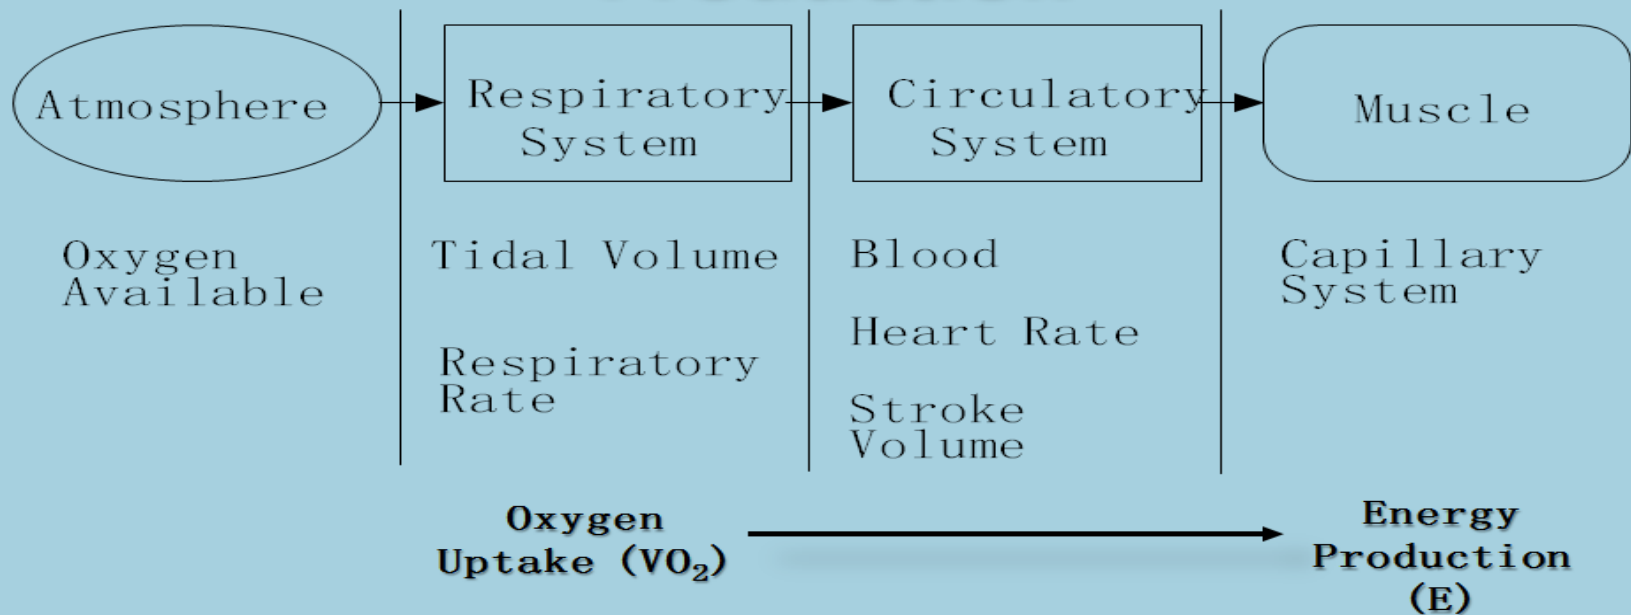 Atmosphere
Respiratory
System
Circulatory
System
Muscle
Oxygen
Available
Tidal Volume
Respiratory
Rate
Blood
Heart Rate
Stroke
Volume
Capillary
System
Oxygen
Uptake (VO₂)
Energy
Production
(E)